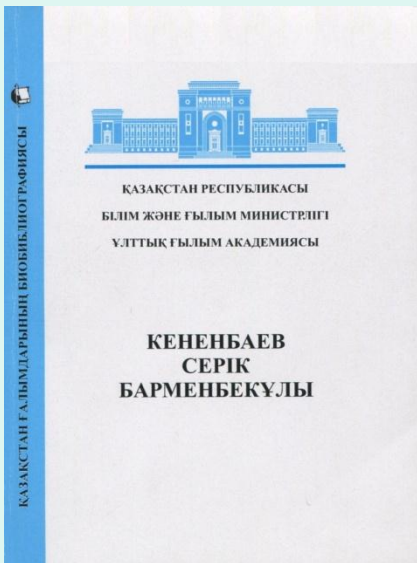 ҚАЗАҚСТАН ҒАЛЫМДАРЫНЫҢ БИОБИБЛИОГРАФИЯСЫ
ҚАЗАҚСТАН РЕСПУБЛИКАСЫ
БІЛІМ ЖӘНЕ ҒЫЛЫМ МИНИСТРЛІГІ
ҰЛТТЫҚ ҒЫЛЫМ АКАДЕМИЯСЫ
КЕНЕНБАЕВ
СЕРІК
БАРМЕНБЕКҰЛЫ